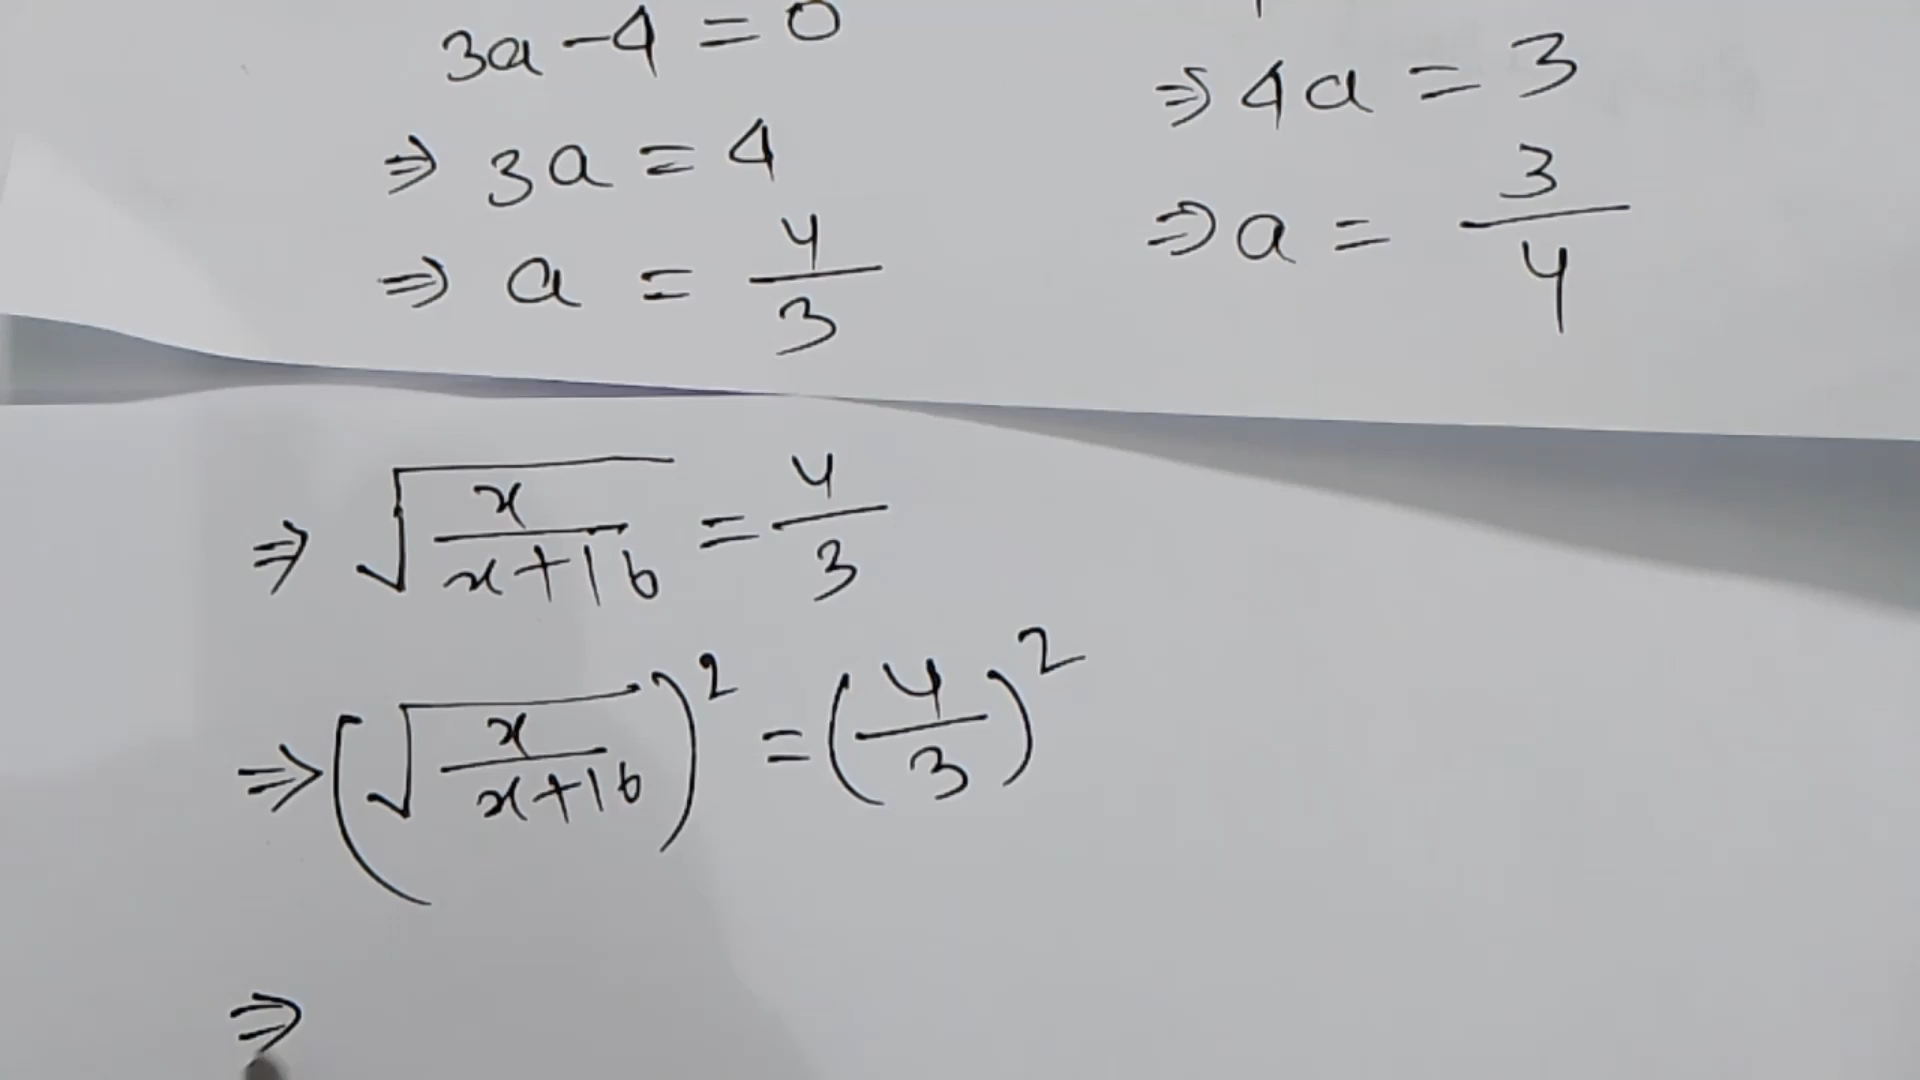 3a - 4 = 0
⇒ 3a = 4
⇒ a = 4/3
⇒ 4a = 3
⇒ a = 3/4
⇒ √(x/(x+16)) = 4/3
⇒ (√(x/(x+16)))² = (4/3)²
⇒